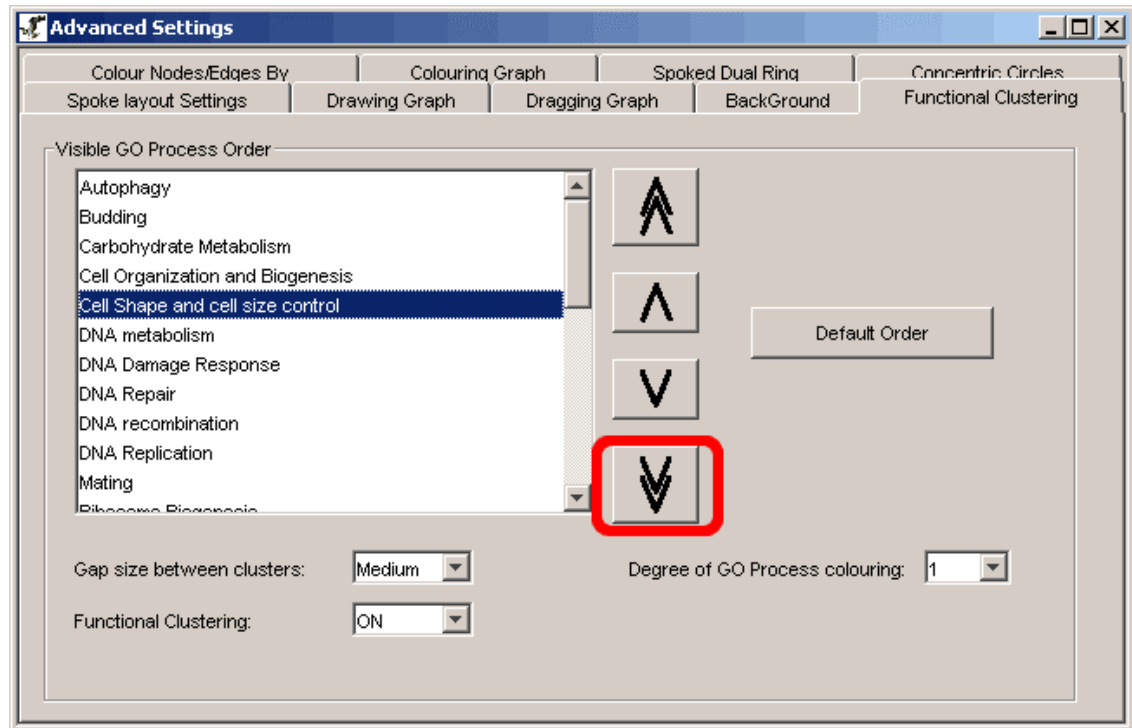 Advanced Settings
Colour Nodes/Edges By Colouring Graph Spoked Dual Ring Concentric Circles
Spoke layout Settings Drawing Graph Dragging Graph BackGround Functional Clustering
Visible GO Process Order
Autophagy
Budding
Carbohydrate Metabolism
Cell Organization and Biogenesis
Cell Shape and cell size control
DNA metabolism
DNA Damage Response
DNA Repair
DNA recombination
DNA Replication
Mating
Ribosome Biogenesis
Default Order
Gap size between clusters: Medium Degree of GO Process colouring: 1
Functional Clustering: ON